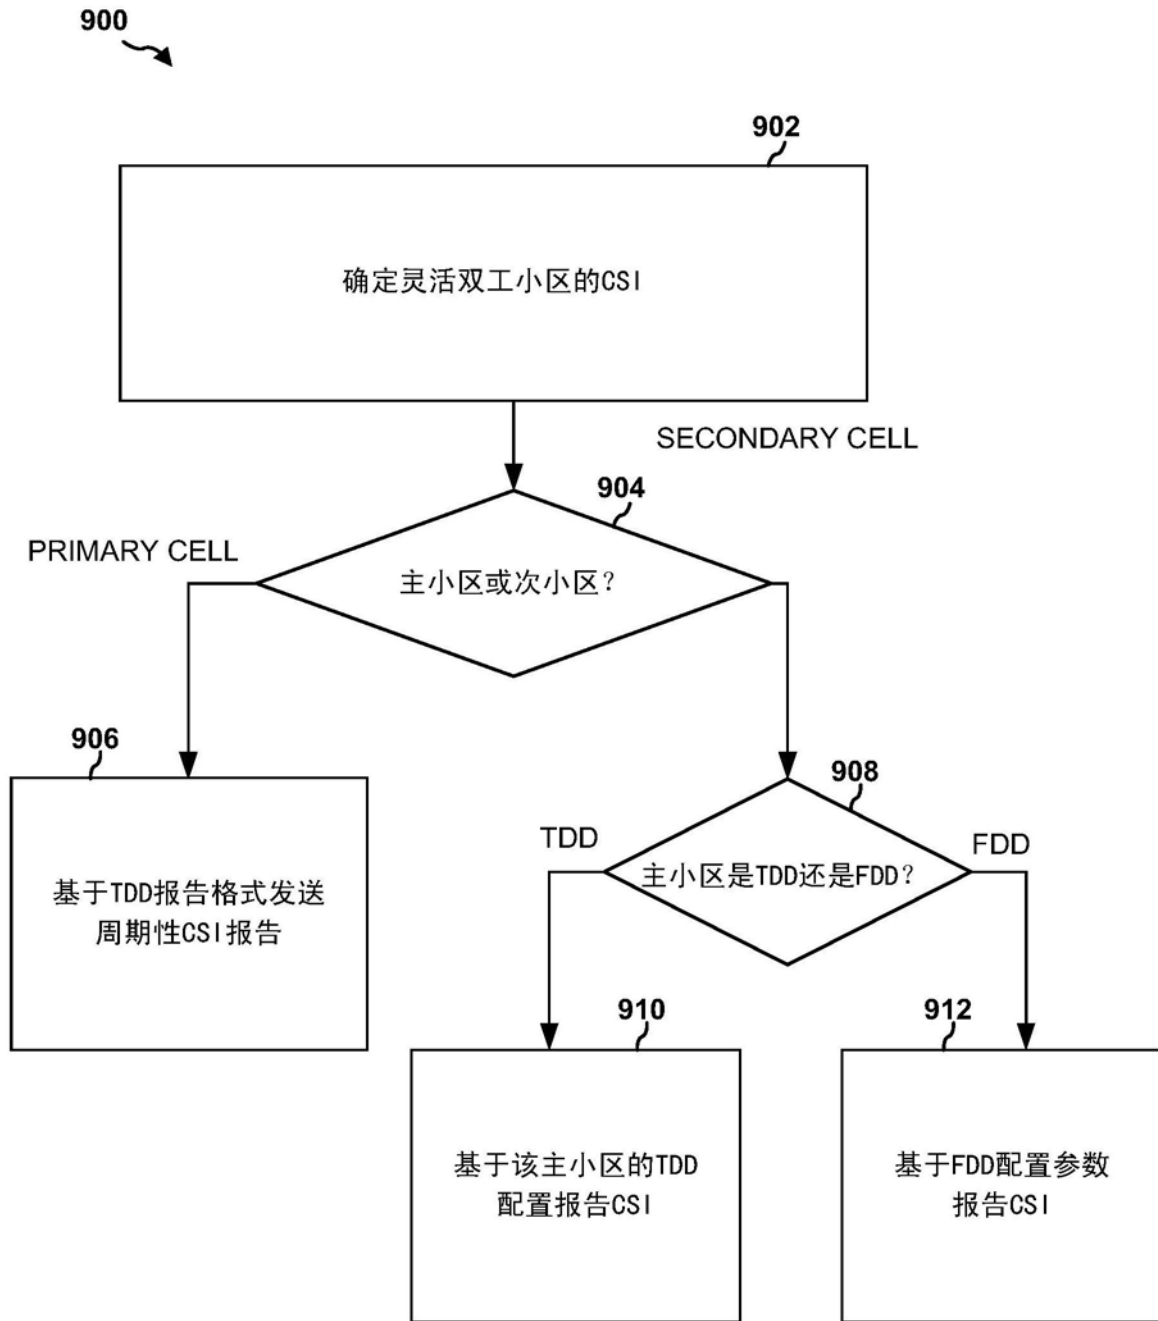 900
902
确定灵活双工小区的CSI
SECONDARY CELL
904
PRIMARY CELL
主小区或次小区?
906
908
TDD
FDD
主小区是TDD还是FDD?
基于TDD报告格式发送
周期性CSI报告
910
912
基于该主小区的TDD
配置报告CSI
基于FDD配置参数
报告CSI